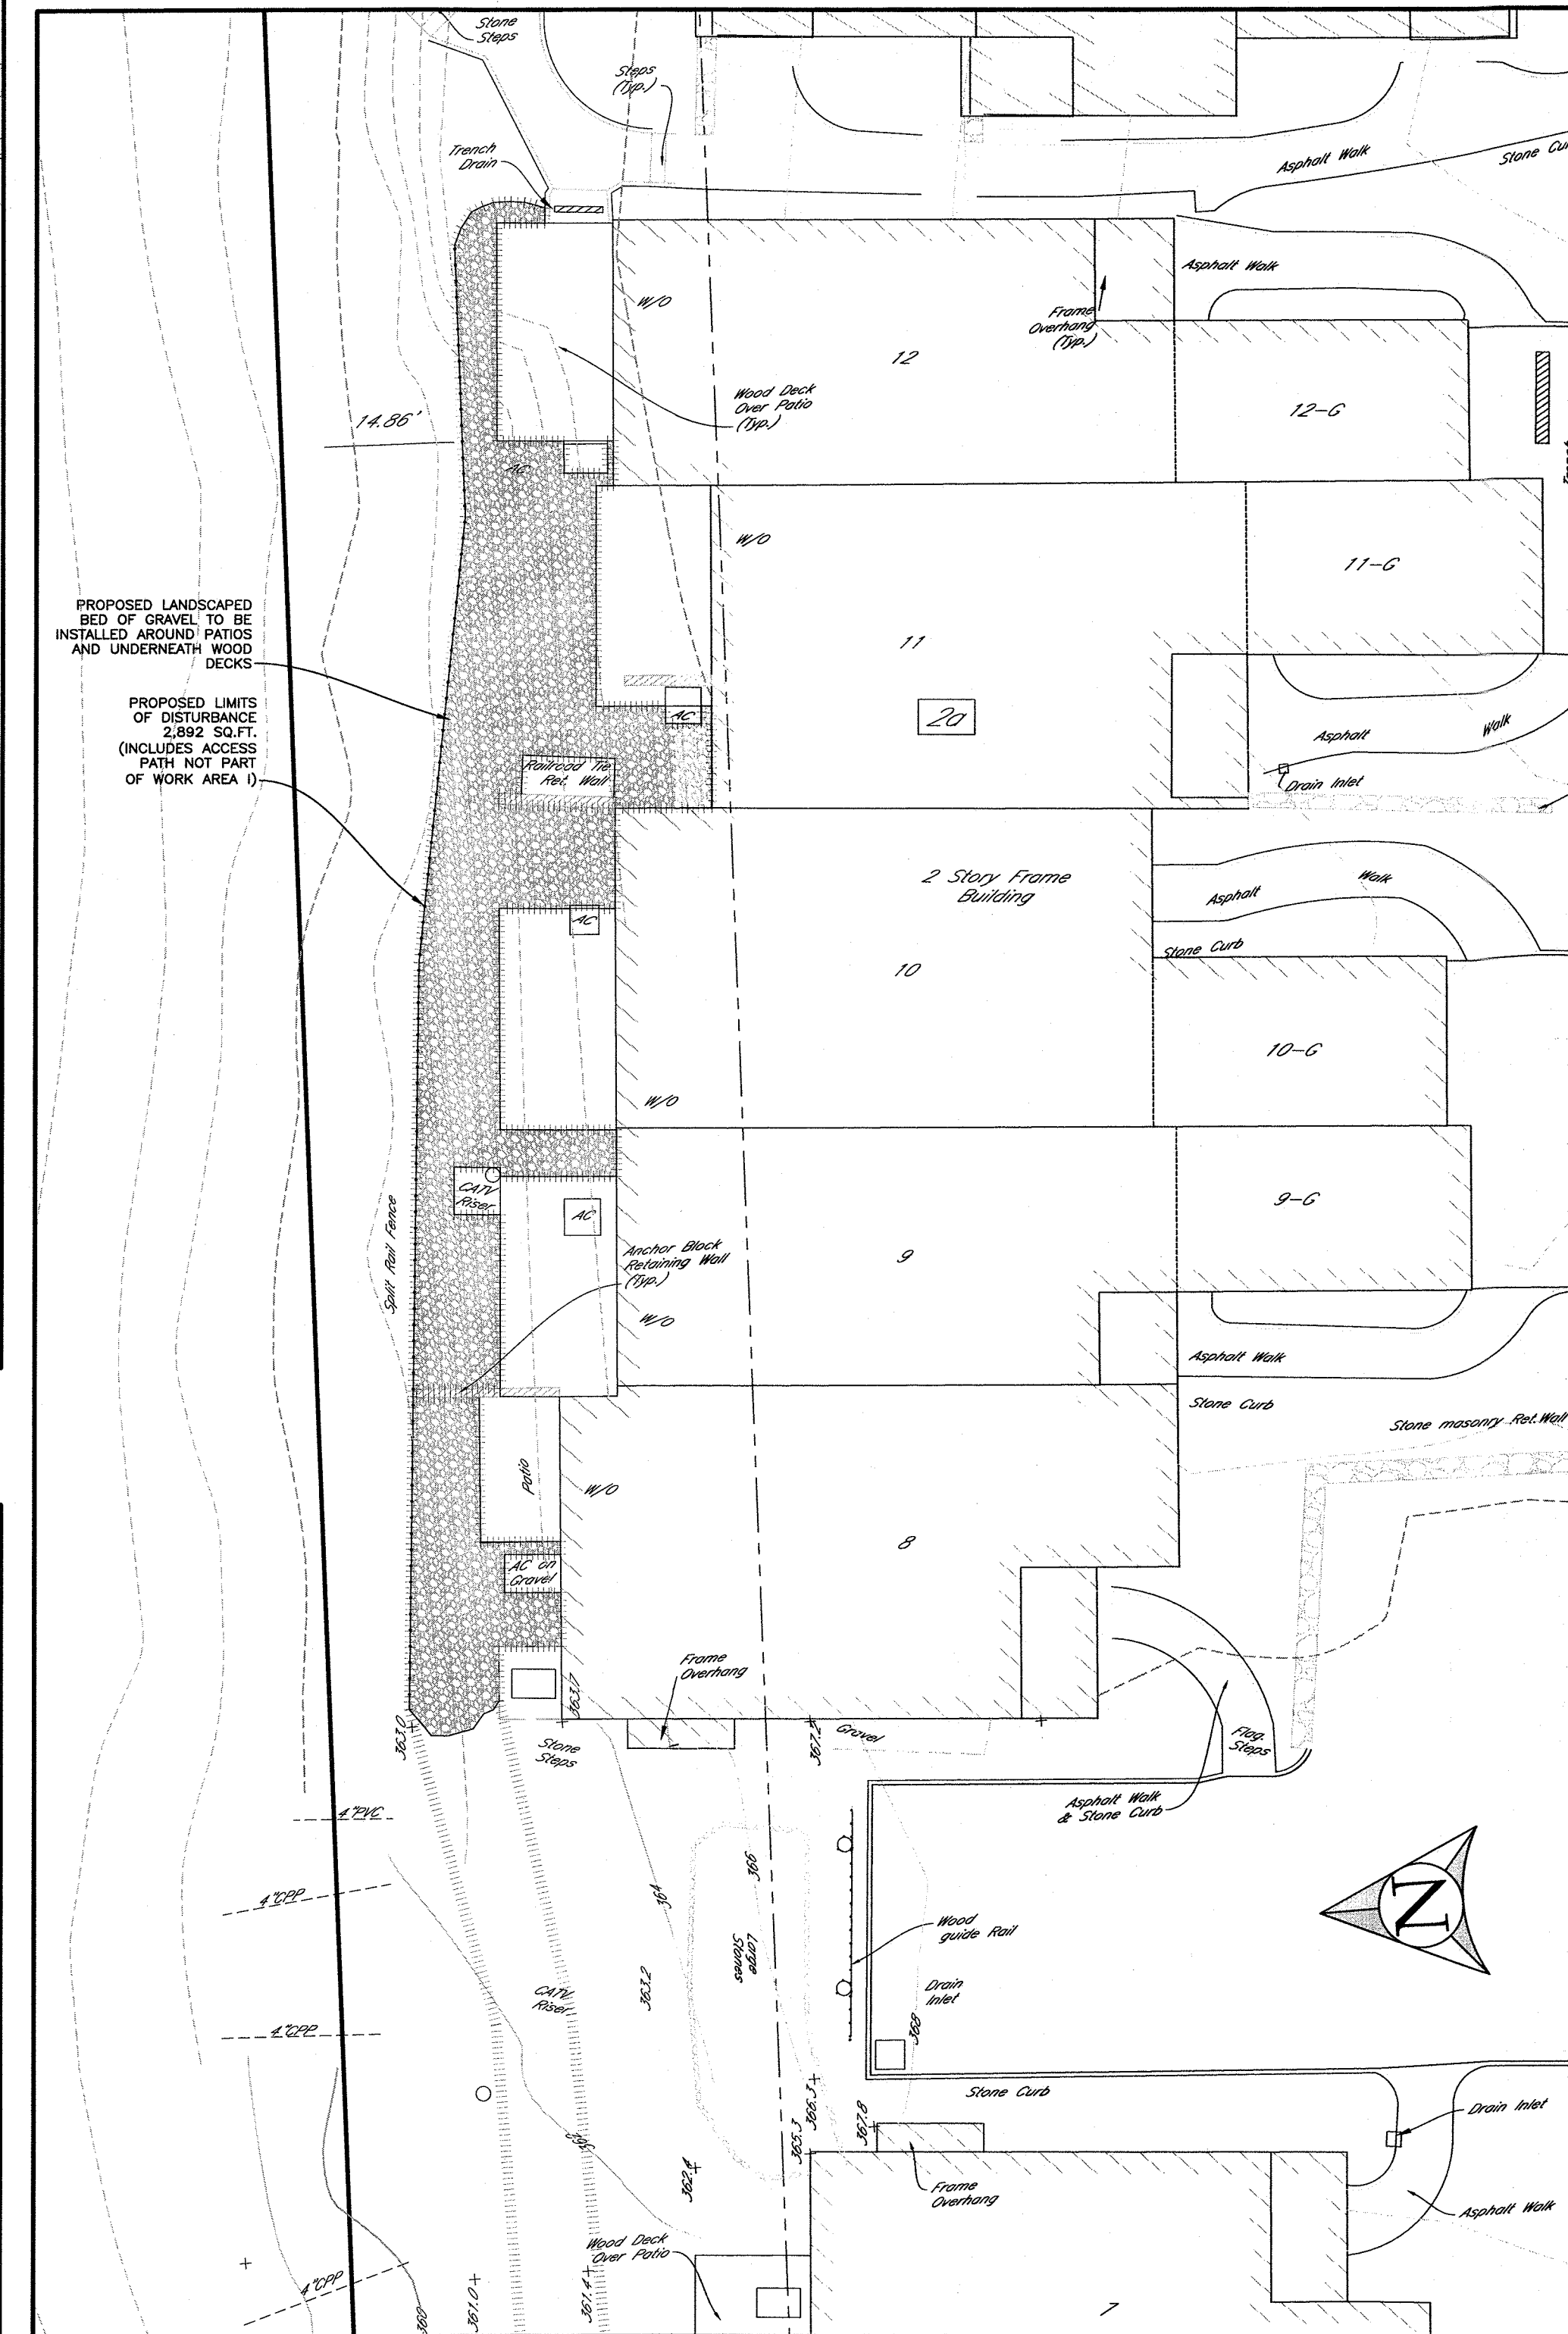 Stone
Steps
Steps
(Typ.)
Trench
Drain
Asphalt Walk
Asphalt Walk
W/O
Frame
Overhang
(Typ.)
12
Wood Deck
Over Patio
(Typ.)
12-G
14.86'
AC
W/O
11-G
PROPOSED LANDSCAPED
BED OF GRAVEL TO BE
INSTALLED AROUND PATIOS
AND UNDERNEATH WOOD
DECKS
11
PROPOSED LIMITS
OF DISTURBANCE
2,892 SQ.FT.
(INCLUDES ACCESS
PATH NOT PART
OF WORK AREA 1)
AC
2a
Asphalt Walk
Railroad Tie
Ret. Wall
Drain Inlet
2 Story Frame
Building
Asphalt Walk
AC
Stone Curb
10
10-G
W/O
CATV
Riser
9-G
AC
Split Rail Fence
Anchor Block
Retaining Wall
(Typ.)
9
W/O
Asphalt Walk
Stone Curb
Stone masonry Ret. Wall
Patio
W/O
8
AC on
Gravel
Frame
Overhang
363.0
363.7
Stone
Steps
367.2
Gravel
Flag.
Steps
Asphalt Walk
& Stone Curb
4"PVC
4"CPP
364
366
Large
Stones
Wood
guide Rail
N
363.2
CATV
Riser
Drain
Inlet
368
4"CPP
Stone Curb
366.3
365.3
367.8
Drain Inlet
362.4
Frame
Overhang
Asphalt Walk
Wood Deck
Over Patio
4"CPP
360
361.0
361.4
7